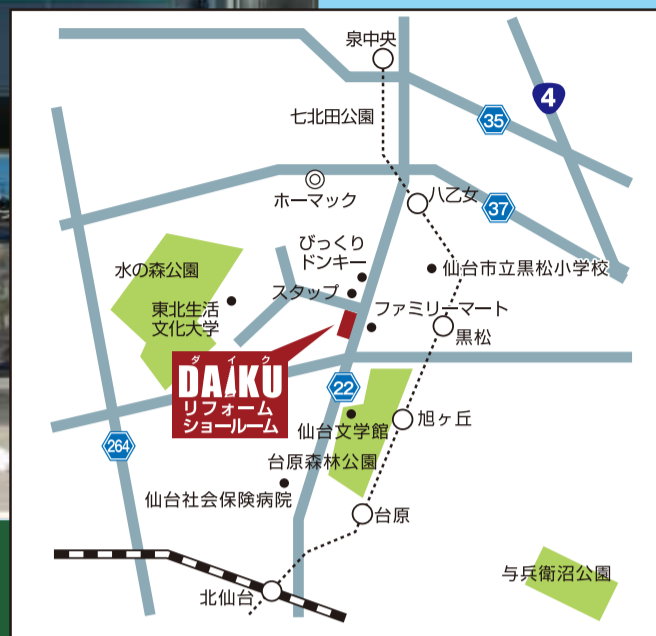 泉中央
4
七北田公園
35
ホーマック
八乙女
37
びっくり
ドンキー
水の森公園
スタップ
仙台市立黒松小学校
東北生活
文化大学
ファミリーマート
黒松
ダイク
DAIKU
リフォーム
ショールーム
22
仙台文学館
旭ヶ丘
264
台原森林公園
仙台社会保険病院
台原
与兵衛沼公園
北仙台